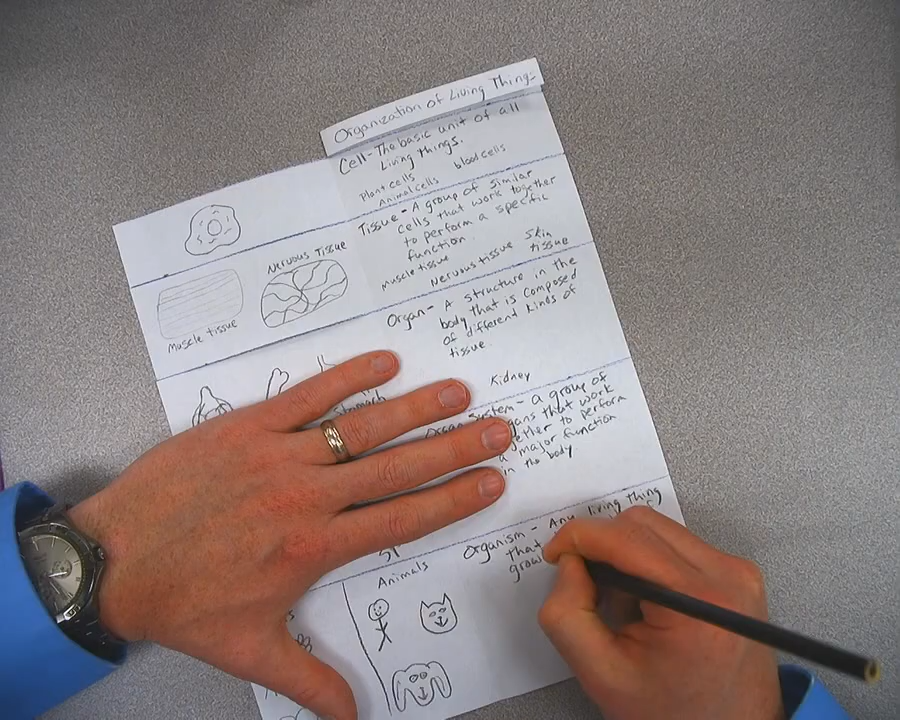 Organization of Living Things
Cell - The basic unit of all
Living things.
Plant cells
blood cells
Animal cells
Tissue - A group of similar
cells that work together
to perform a specific
function.
Muscle tissue
Nervous tissue
Skin
tissue
Nervous Tissue
Muscle tissue
Organ - A structure in the
body that is composed
of different kinds of
tissue.
Kidney
Stomach
System - a group of
that work
to perform
a major function
in the body.
Organism - Any living thing
that
Animals